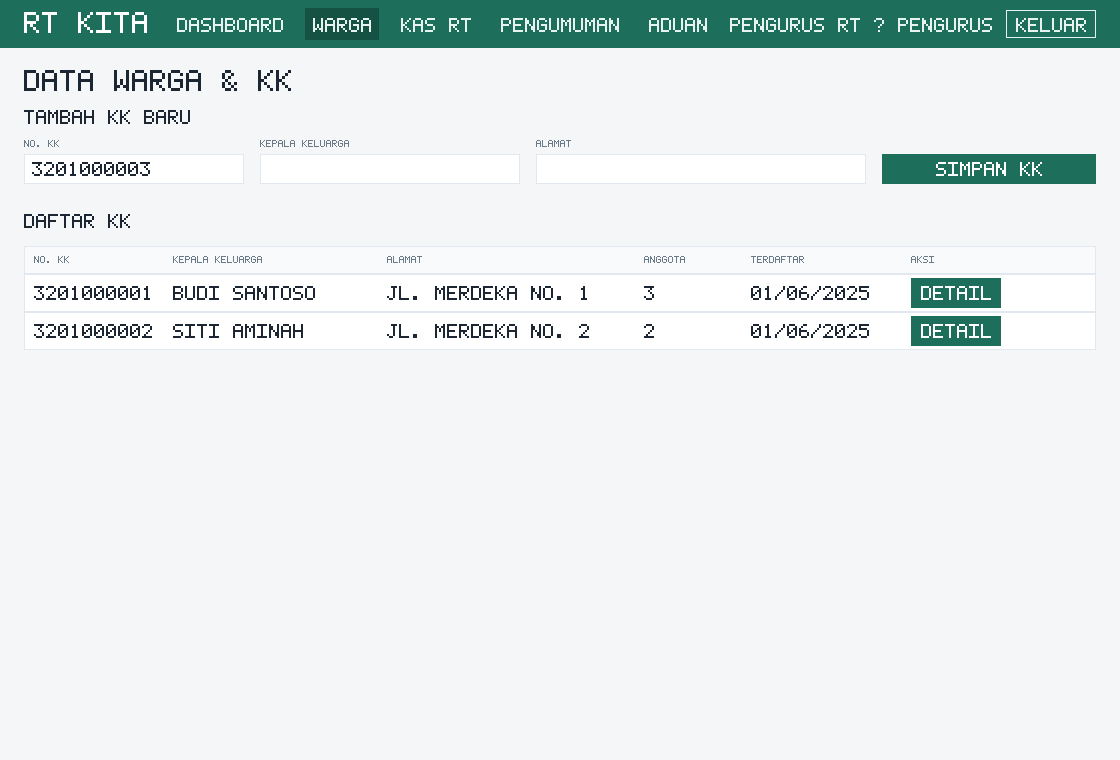 RT KITA DASHBOARD WARGA KAS RT PENGUMUMAN ADUAN PENGURUS RT ? PENGURUS KELUAR
DATA WARGA & KK
TAMBAH KK BARU
NO. KK KEPALA KELUARGA ALAMAT
3201000003 SIMPAN KK
DAFTAR KK
NO. KK KEPALA KELUARGA ALAMAT ANGGOTA TERDAFTAR AKSI
3201000001 BUDI SANTOSO JL. MERDEKA NO. 1 3 01/06/2025 DETAIL
3201000002 SITI AMINAH JL. MERDEKA NO. 2 2 01/06/2025 DETAIL